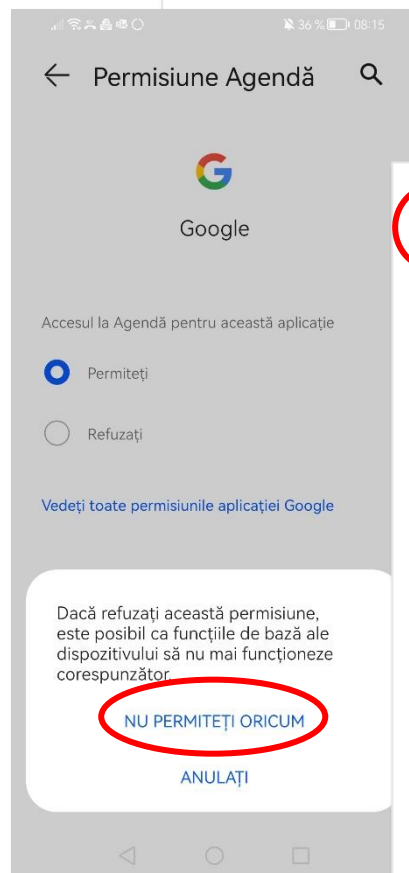 36 % 08:15
Permisiune Agendă
Google
Accesul la Agendă pentru această aplicație
Permiteți
Refuzați
Vedeți toate permisiunile aplicației Google
Dacă refuzați această permisiune,
este posibil ca funcțiile de bază ale
dispozitivului să nu mai funcționeze
corespunzător.
NU PERMITEȚI ORICUM
ANULAȚI